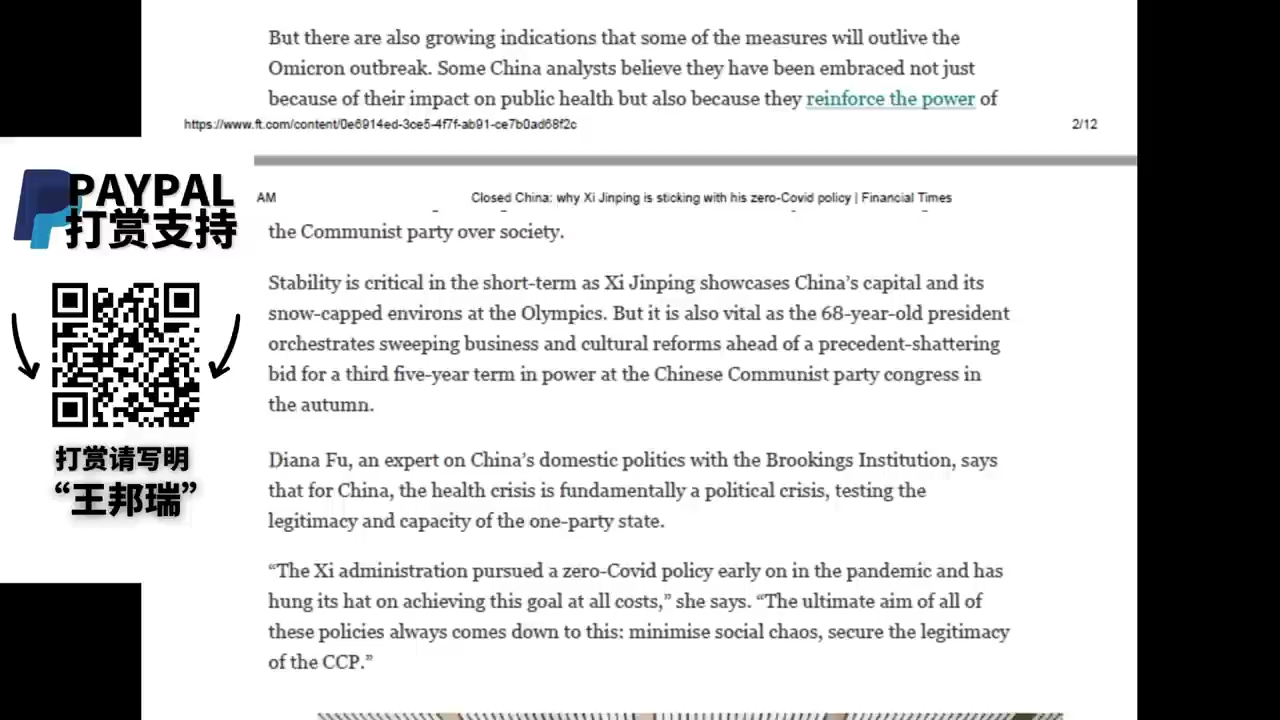 But there are also growing indications that some of the measures will outlive the
Omicron outbreak. Some China analysts believe they have been embraced not just
because of their impact on public health but also because they reinforce the power of
https://www.ft.com/content/0e6914ed-3ce5-4f7f-ab91-ce7b0ad68f2c
2/12
PAYPAL
打赏支持
AM
Closed China: why Xi Jinping is sticking with his zero-Covid policy | Financial Times
the Communist party over society.
Stability is critical in the short-term as Xi Jinping showcases China's capital and its
snow-capped environs at the Olympics. But it is also vital as the 68-year-old president
orchestrates sweeping business and cultural reforms ahead of a precedent-shattering
bid for a third five-year term in power at the Chinese Communist party congress in
the autumn.
打赏请写明
“王邦瑞”
Diana Fu, an expert on China's domestic politics with the Brookings Institution, says
that for China, the health crisis is fundamentally a political crisis, testing the
legitimacy and capacity of the one-party state.
“The Xi administration pursued a zero-Covid policy early on in the pandemic and has
hung its hat on achieving this goal at all costs,” she says. “The ultimate aim of all of
these policies always comes down to this: minimise social chaos, secure the legitimacy
of the CCP.”